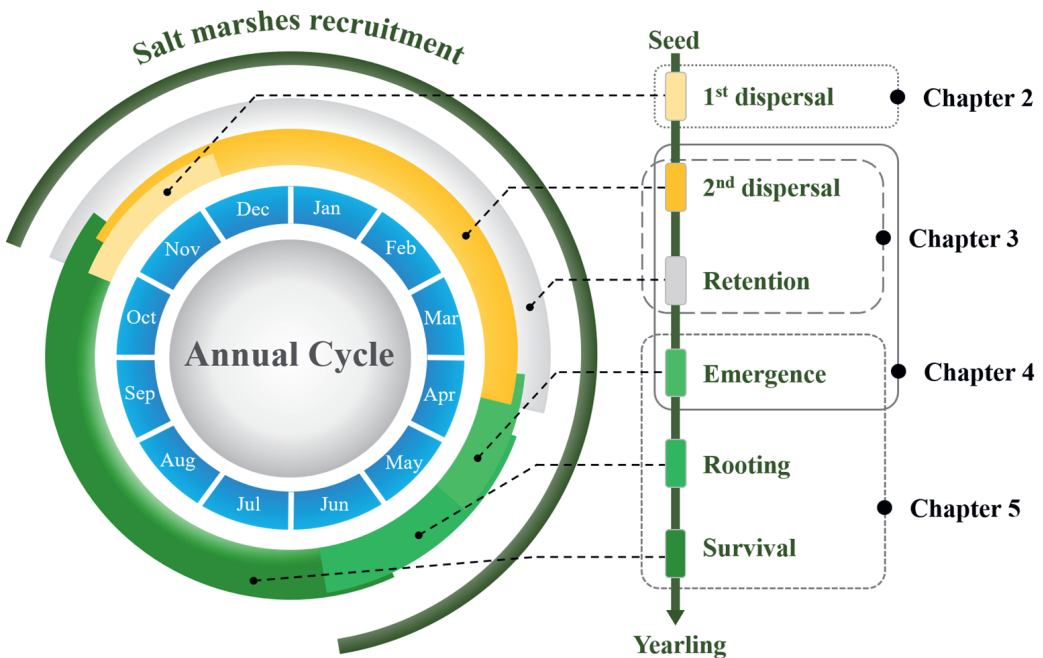 Salt marshes recruitment
Annual Cycle
Jan
Feb
Mar
Apr
May
Jun
Jul
Aug
Sep
Oct
Nov
Dec
Seed
1st dispersal
Chapter 2
2nd dispersal
Chapter 3
Retention
Emergence
Chapter 4
Rooting
Chapter 5
Survival
Yearling